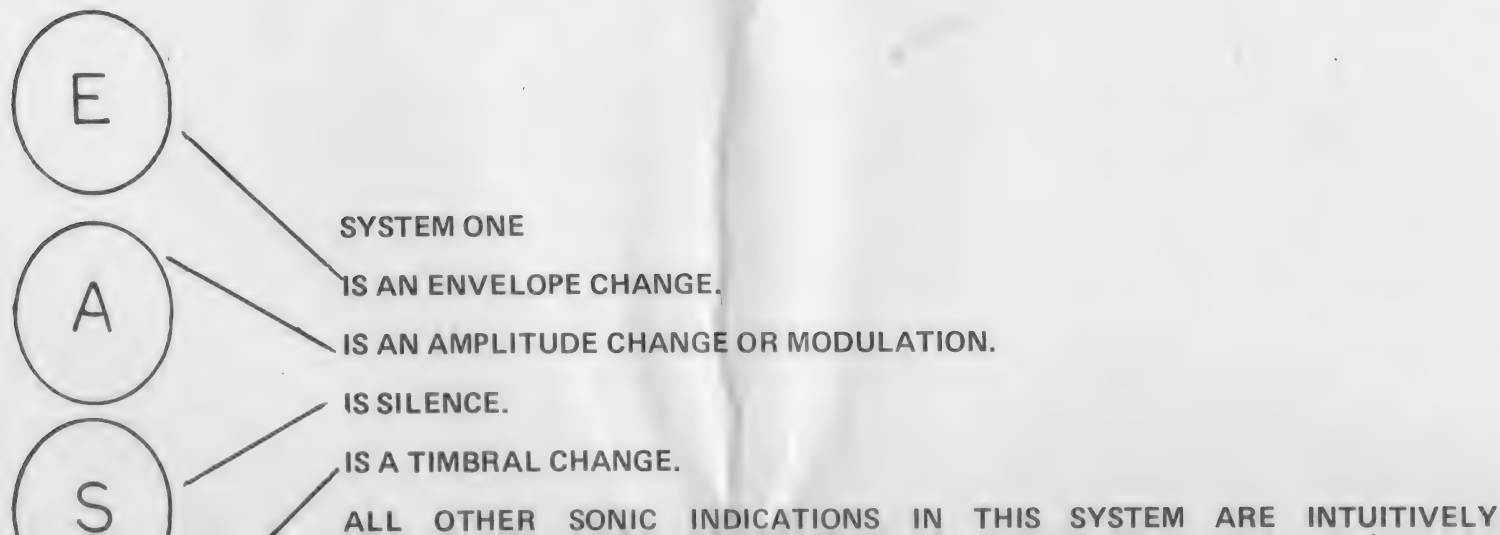 E
SYSTEM ONE
IS AN ENVELOPE CHANGE.
A
IS AN AMPLITUDE CHANGE OR MODULATION.
IS SILENCE.
IS A TIMBRAL CHANGE.
S
ALL OTHER SONIC INDICATIONS IN THIS SYSTEM ARE INTUITIVELY